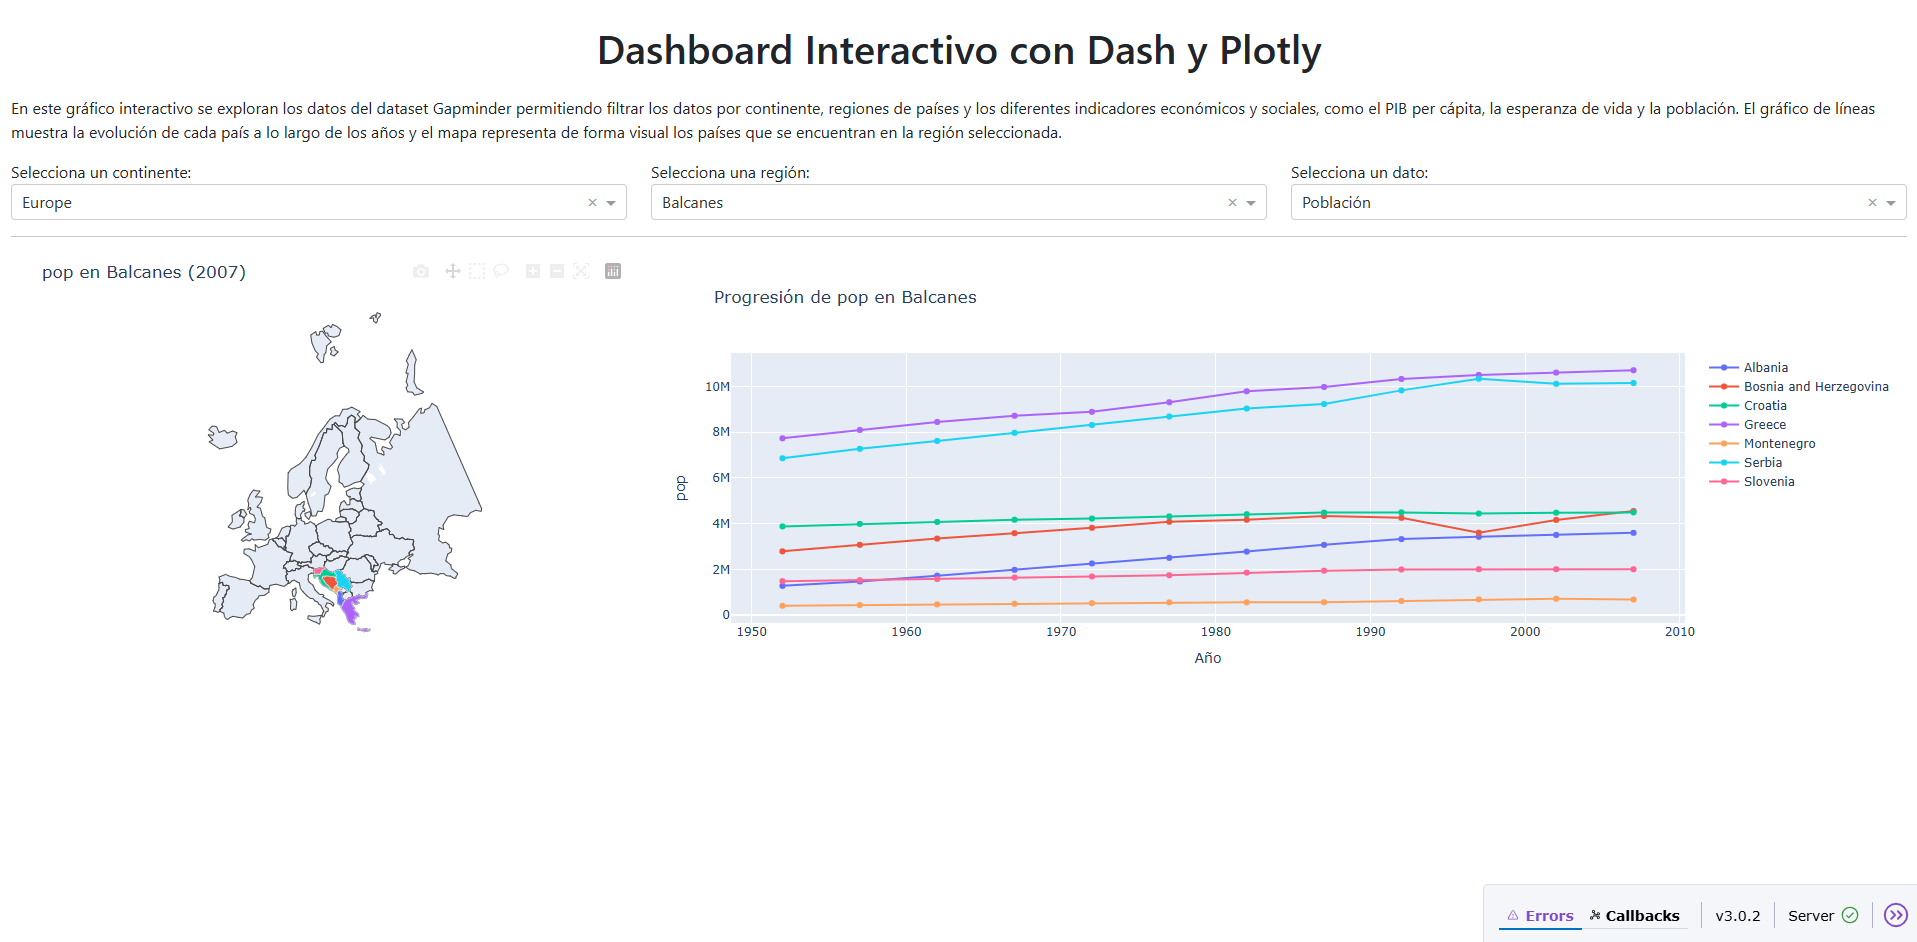 Dashboard Interactivo con Dash y Plotly
En este gráfico interactivo se exploran los datos del dataset Gapminder permitiendo filtrar los datos por continente, regiones de países y los diferentes indicadores económicos y sociales, como el PIB per cápita, la esperanza de vida y la población. El gráfico de líneas
muestra la evolución de cada país a lo largo de los años y el mapa representa de forma visual los países que se encuentran en la región seleccionada.
Selecciona un continente:
Europe
Selecciona una región:
Balcanes
Selecciona un dato:
Población
pop en Balcanes (2007)
Progresión de pop en Balcanes
pop
10M
8M
6M
4M
2M
0
1950 1960 1970 1980 1990 2000 2010
Año
Albania
Bosnia and Herzegovina
Croatia
Greece
Montenegro
Serbia
Slovenia
Errors Callbacks v3.0.2 Server